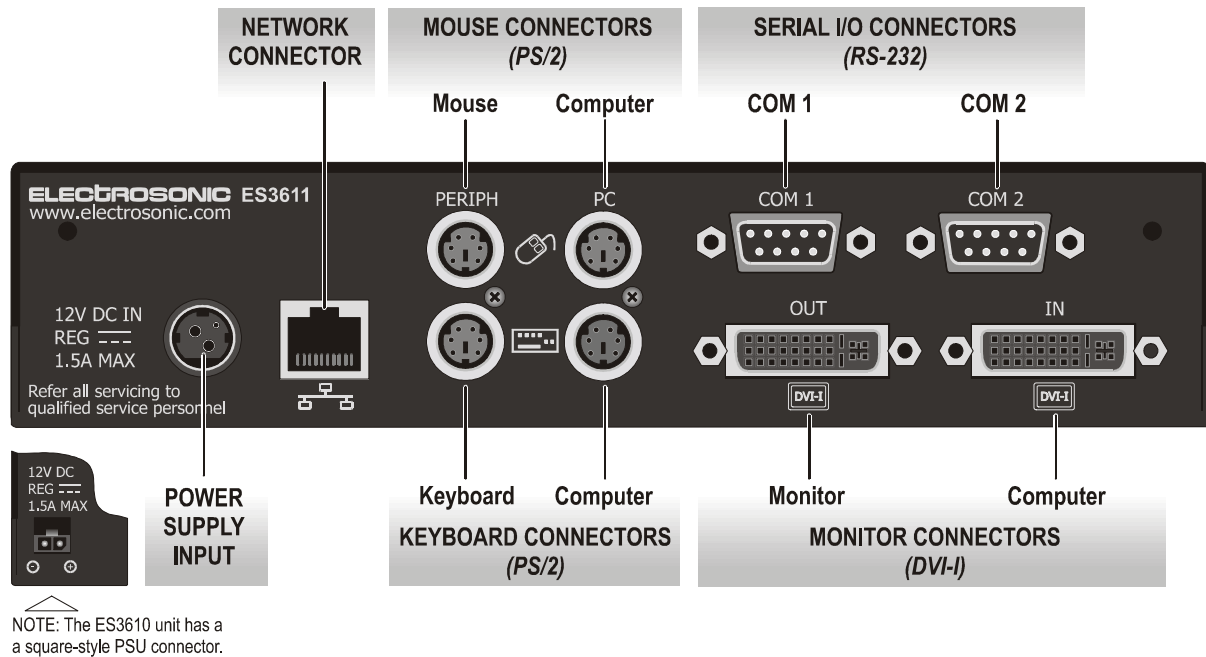 NETWORK
CONNECTOR
MOUSE CONNECTORS
(PS/2)
SERIAL I/O CONNECTORS
(RS-232)
Mouse
Computer
COM 1
COM 2
ELECTROSONIC ES3611
www.electrosonic.com
PERIPH
PC
COM 1
COM 2
12V DC IN
REG
1.5A MAX
Refer all servicing to
qualified service personnel
OUT
IN
DVI-I
DVI-I
12V DC
REG
1.5A MAX
POWER
SUPPLY
INPUT
Keyboard
Computer
KEYBOARD CONNECTORS
(PS/2)
Monitor
Computer
MONITOR CONNECTORS
(DVI-I)
NOTE: The ES3610 unit has a
a square-style PSU connector.